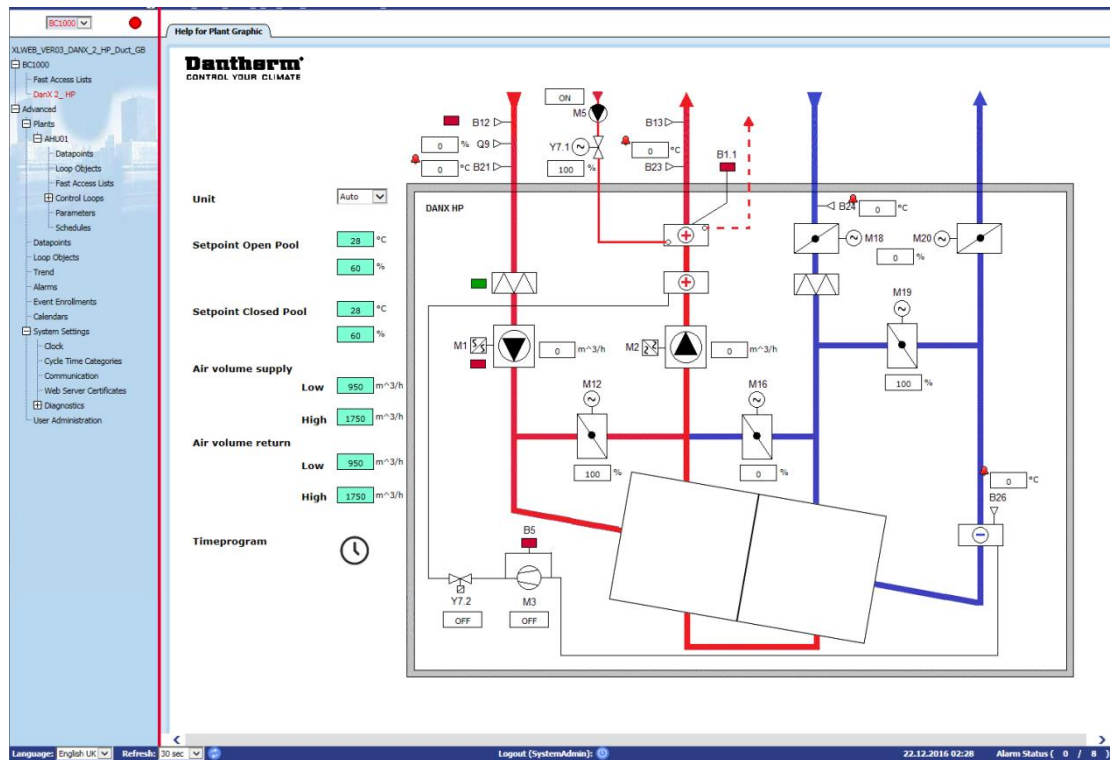 BC1000
Help for Plant Graphic
XLWEB_VER03_DANX_2_HP_Duct_GB
BC1000
Fast Access Lists
DanX 2_ HP
Advanced
Plants
AHU01
Datapoints
Loop Objects
Fast Access Lists
Control Loops
Parameters
Schedules
Datapoints
Loop Objects
Trend
Alarms
Event Enrollments
Calendars
System Settings
Clock
Cycle Time Categories
Communication
Web Server Certificates
Diagnostics
User Administration
Dantherm
CONTROL YOUR CLIMATE
Unit Auto
Setpoint Open Pool 28 °C
60 %
Setpoint Closed Pool 28 °C
60 %
Air volume supply
Low 950 m^3/h
High 1750 m^3/h
Air volume return
Low 950 m^3/h
High 1750 m^3/h
Timeprogram
ON
M5
B12
B13
0 % Q9
Y7.1
0 °C
0 °C B21
100 %
B23
B1.1
DANX HP
B24 0 °C
M18
M20
0 %
M19
M1
0 m^3/h
M2
0 m^3/h
100 %
M12
M16
100 %
0 %
0 °C
B26
B5
Y7.2
M3
OFF
OFF
Language: English UK Refresh: 30 sec Logout (SystemAdmin): 22.12.2016 02:28 Alarm Status ( 0 / 8 )